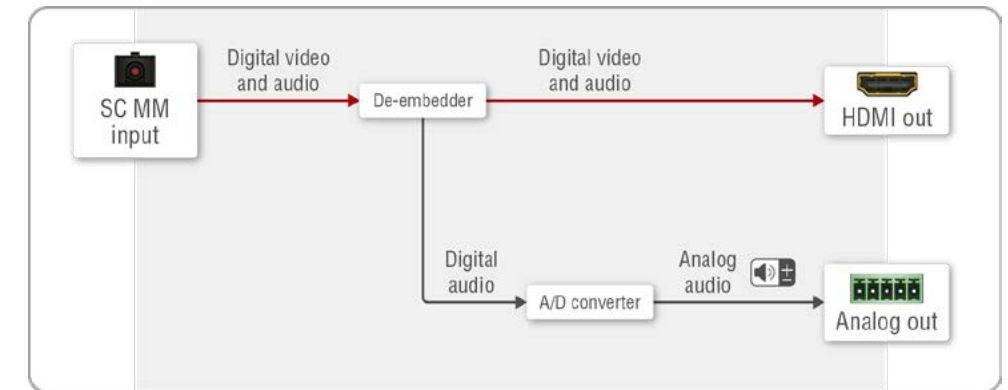 Digital video
and audio
Digital video
and audio
SC MM
input
De-embedder
HDMI out
Digital
audio
Analog
audio
A/D converter
Analog out